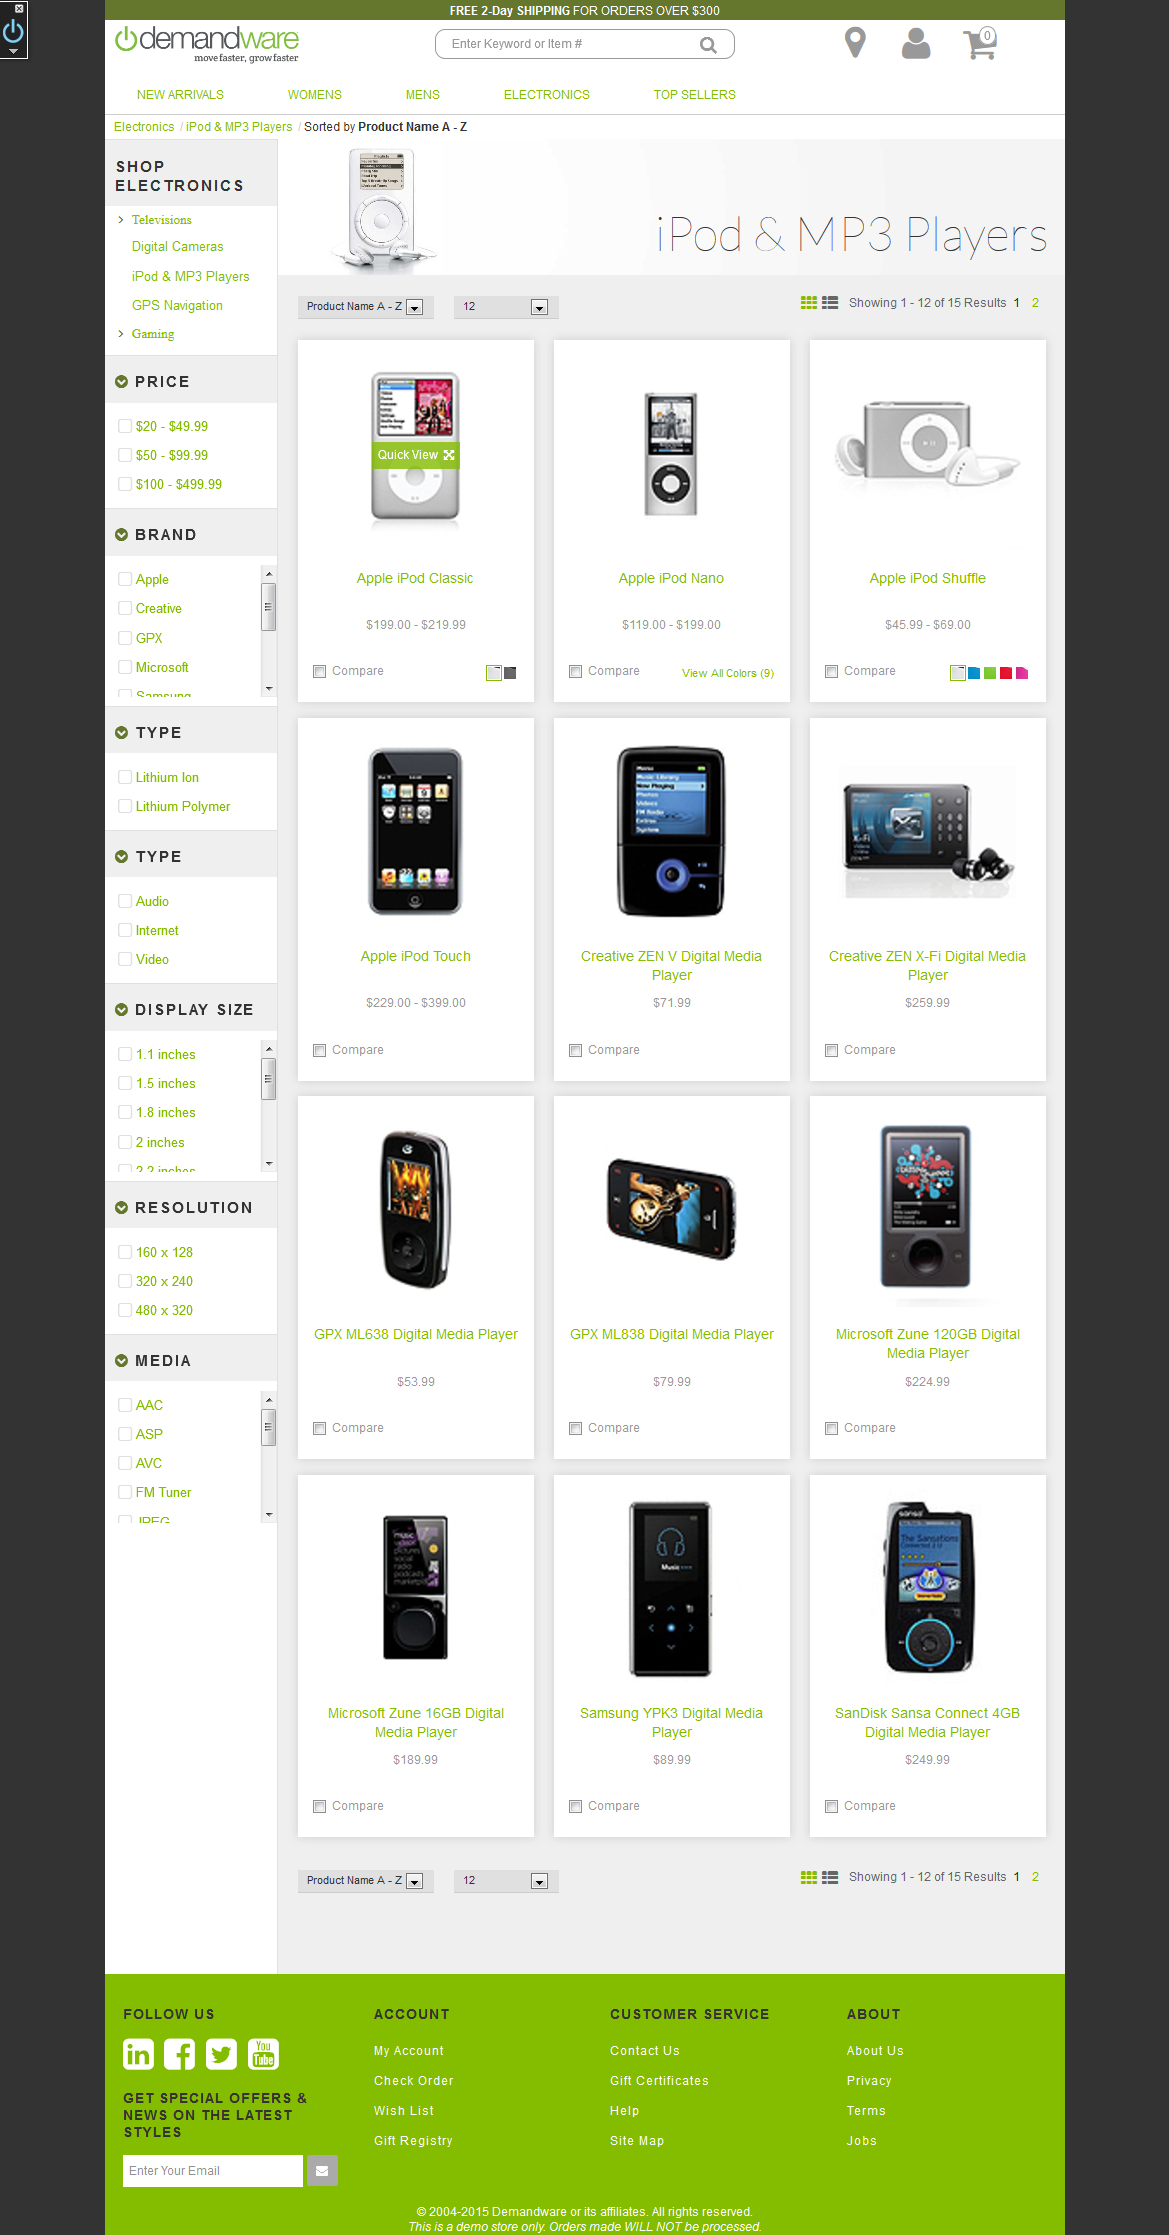 FREE 2-Day SHIPPING FOR ORDERS OVER $300
demandware
move faster, grow faster
Enter Keyword or Item #
0
NEW ARRIVALS WOMENS MENS ELECTRONICS TOP SELLERS
Electronics / iPod & MP3 Players / Sorted by Product Name A - Z
SHOP
ELECTRONICS
> Televisions
Digital Cameras
iPod & MP3 Players
GPS Navigation
> Gaming
PRICE
$20 - $49.99
$50 - $99.99
$100 - $499.99
BRAND
Apple
Creative
GPX
Microsoft
Samsung
TYPE
Lithium Ion
Lithium Polymer
TYPE
Audio
Internet
Video
DISPLAY SIZE
1.1 inches
1.5 inches
1.8 inches
2 inches
2.2 inches
RESOLUTION
160 x 128
320 x 240
480 x 320
MEDIA
AAC
ASP
AVC
FM Tuner
JPEG
iPod & MP3 Players
Product Name A - Z 12 Showing 1 - 12 of 15 Results 1 2
Quick View
Apple iPod Classic
$199.00 - $219.99
Compare
Apple iPod Nano
$119.00 - $199.00
Compare View All Colors (9)
Apple iPod Shuffle
$45.99 - $69.00
Compare
Apple iPod Touch
$229.00 - $399.00
Compare
Creative ZEN V Digital Media
Player
$71.99
Compare
Creative ZEN X-Fi Digital Media
Player
$259.99
Compare
GPX ML638 Digital Media Player
$53.99
Compare
GPX ML838 Digital Media Player
$79.99
Compare
Microsoft Zune 120GB Digital
Media Player
$224.99
Compare
Microsoft Zune 16GB Digital
Media Player
$189.99
Compare
Music
Samsung YPK3 Digital Media
Player
$89.99
Compare
sansa
The Sansations
SanDisk Sansa Connect 4GB
Digital Media Player
$249.99
Compare
Product Name A - Z 12 Showing 1 - 12 of 15 Results 1 2
FOLLOW US
in
You
Tube
GET SPECIAL OFFERS &
NEWS ON THE LATEST
STYLES
Enter Your Email
ACCOUNT
My Account
Check Order
Wish List
Gift Registry
CUSTOMER SERVICE
Contact Us
Gift Certificates
Help
Site Map
ABOUT
About Us
Privacy
Terms
Jobs
© 2004-2015 Demandware or its affiliates. All rights reserved.
This is a demo store only. Orders made WILL NOT be processed.